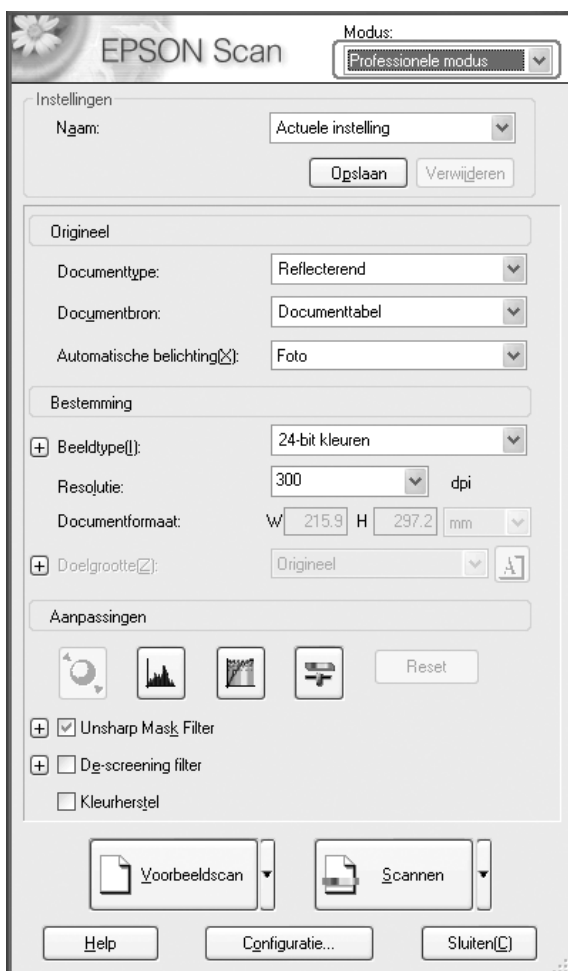 EPSON Scan
Modus:
Professionele modus
Instellingen
Naam:
Actuele instelling
Opslaan
Verwijderen
Origineel
Documenttype:
Reflecterend
Documentbron:
Documenttabel
Automatische belichting(X):
Foto
Bestemming
Beeldtype(I):
24-bit kleuren
Resolutie:
300
dpi
Documentformaat:
W 215.9 H 297.2 mm
Doelgrootte(Z):
Origineel
A
Aanpassingen
Reset
Unsharp Mask Filter
De-screening filter
Kleurherstel
Voorbeeldscan
Scannen
Help
Configuratie...
Sluiten(C)